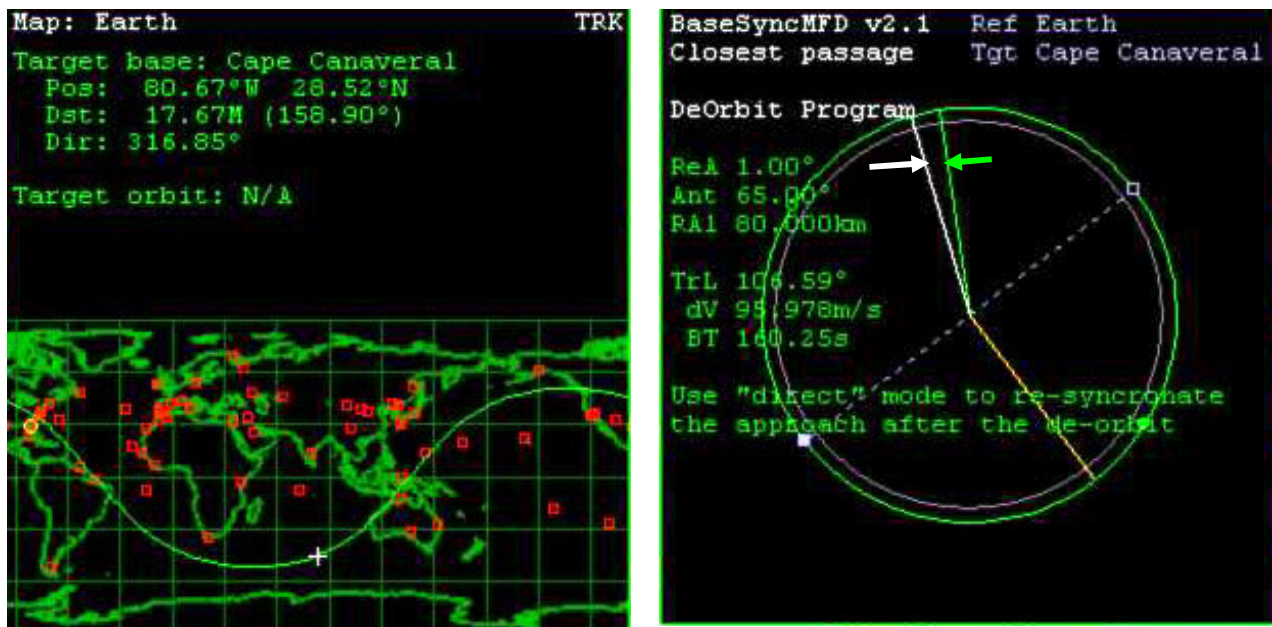 Map: Earth TRK
Target base: Cape Canaveral
Pos: 80.67°W 28.52°N
Dst: 17.67M (158.90°)
Dir: 316.85°
Target orbit: N/A
BaseSyncMFD v2.1 Ref Earth
Closest passage Tgt Cape Canaveral
DeOrbit Program
ReA 1.00°
Ant 65.00°
RA1 80.000km
TrL 106.59°
dV 95.978m/s
BT 160.25s
Use "direct" mode to re-syncronate
the approach after the de-orbit